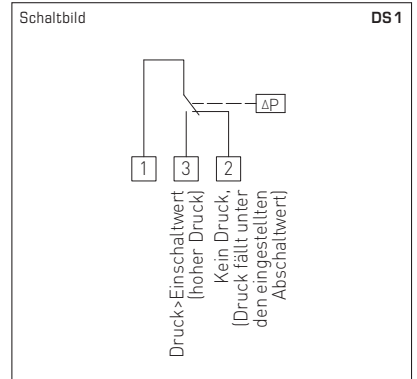 Schaltbild
DS1
ΔP
1
3
2
Druck>Einschaltwert
(hoher Druck)
Kein Druck,
(Druck fällt unter
den eingestellten
Abschaltwert)